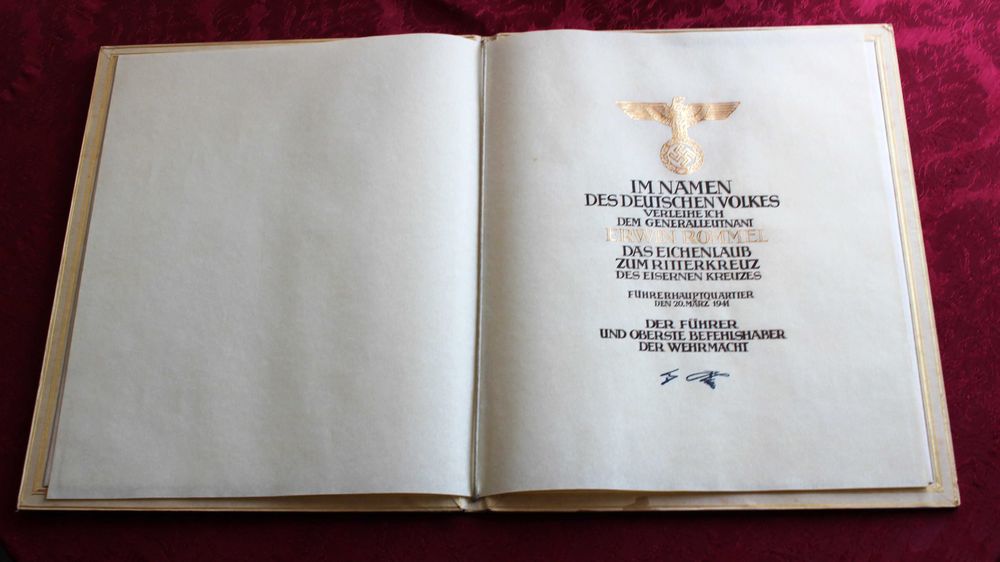 IM NAMEN
DES DEUTSCHEN VOLKES
VERLEIHE ICH
DEM GENERALLEUTNANT
ERWIN ROMMEL
DAS EICHENLAUB
ZUM RITTERKREUZ
DES EISERNEN KREUZES
FÜHRERHAUPTQUARTIER
DEN 20. MÄRZ 1941
DER FÜHRER
UND OBERSTE BEFEHLSHABER
DER WEHRMACHT